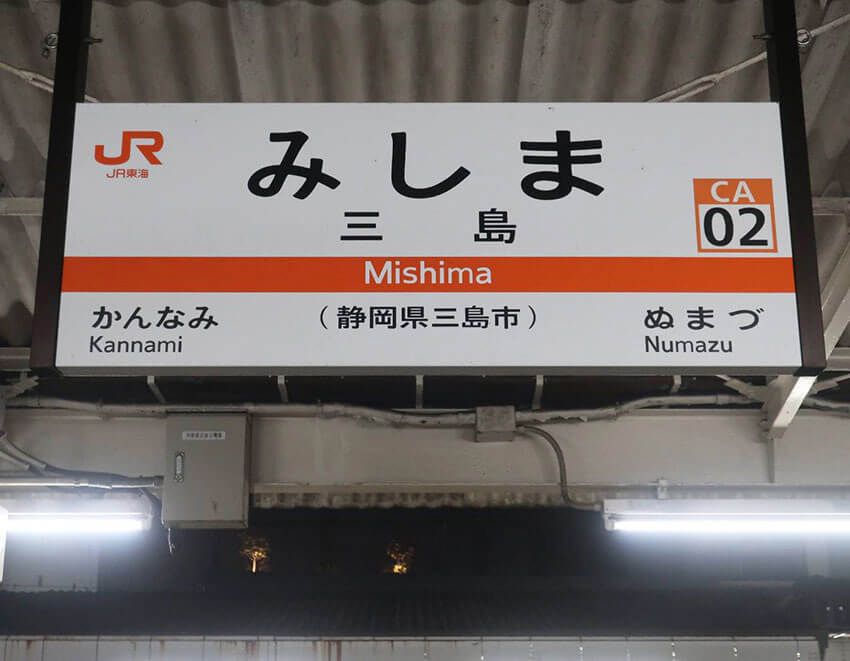 JR
JR東海
みしま
三島
CA
02
Mishima
かんなみ
Kannami
（静岡県三島市）
ぬまづ
Numazu